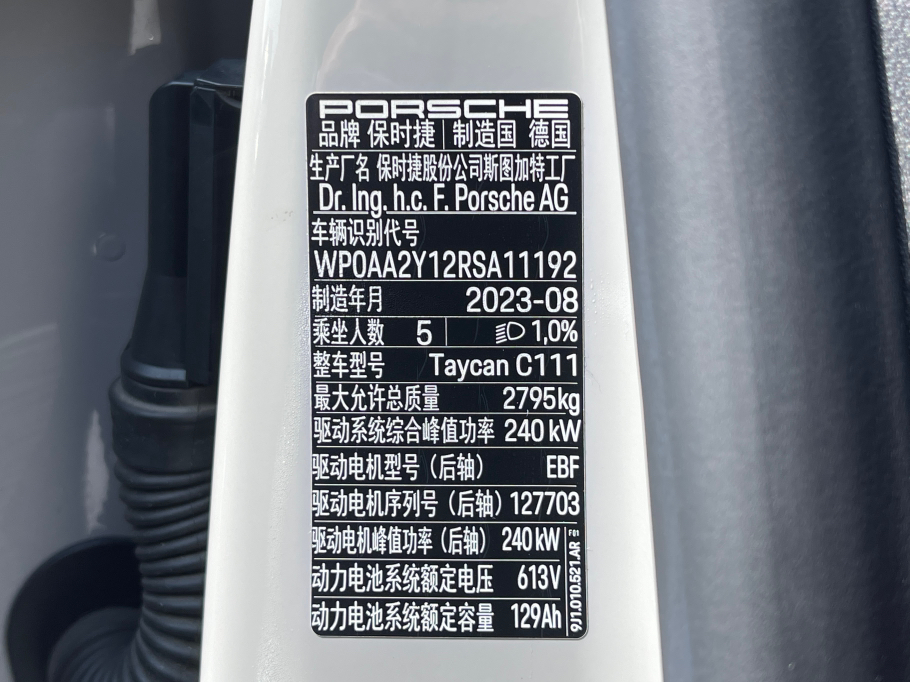 PORSCHE
品牌 保时捷 制造国 德国
生产厂名 保时捷股份公司斯图加特工厂
Dr. Ing. h.c. F. Porsche AG
车辆识别代号
WP0AA2Y12RSA11192
制造年月 2023-08
乘坐人数 5 1,0%
整车型号 Taycan C111
最大允许总质量 2795kg
驱动系统综合峰值功率 240 kW
驱动电机型号（后轴） EBF
驱动电机序列号（后轴） 127703
驱动电机峰值功率（后轴） 240 kW
动力电池系统额定电压 613V
动力电池系统额定容量 129Ah
9J1.010.521.AR F81